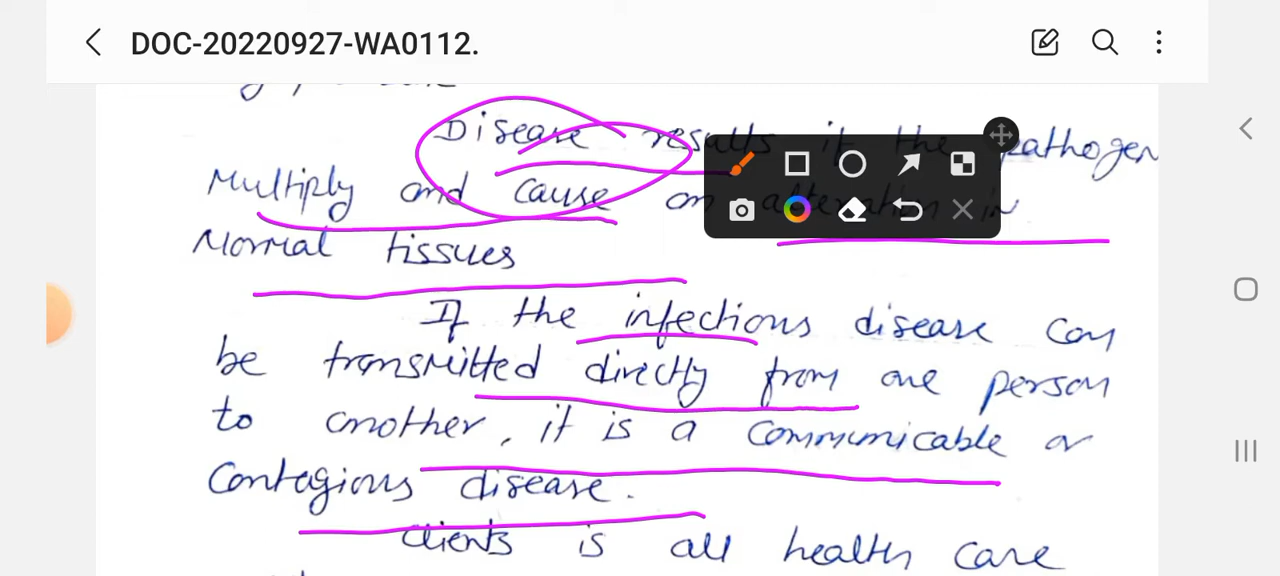 DOC-20220927-WA0112.
Disease results if the pathogen
Multiply and cause an alteration in
Normal tissues
If the infectious disease can
be transmitted directly from one person
to another, it is a communicable or
Contagious disease.
Clients is all health care